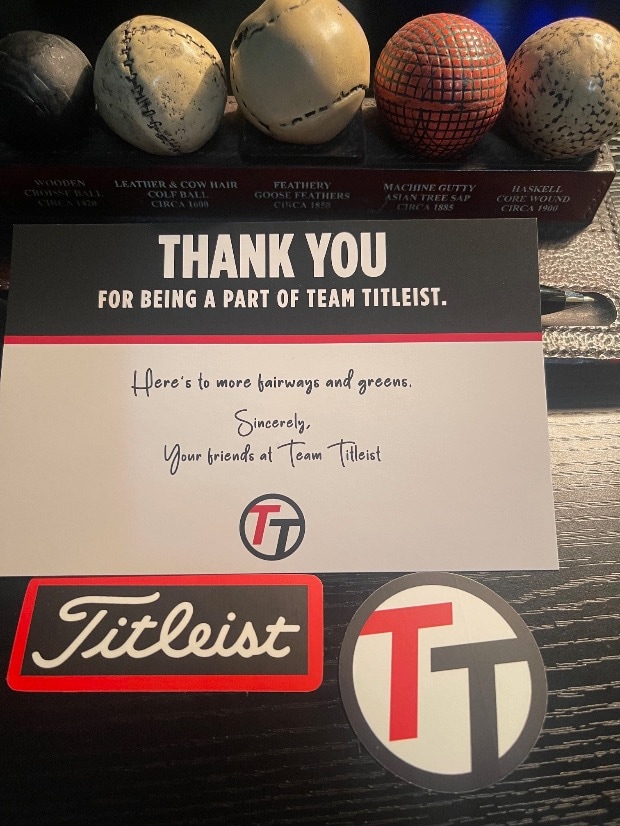 WOODEN
CROISSE BALL
CIRCA 1420
LEATHER & COW HAIR
GOLF BALL
CIRCA 1600
FEATHERY
GOOSE FEATHERS
CIRCA 1850
MACHINE GUTTY
ASIAN TREE SAP
CIRCA 1885
HASKELL
CORE WOUND
CIRCA 1900
THANK YOU
FOR BEING A PART OF TEAM TITLEIST.
Here's to more fairways and greens.
Sincerely,
Your friends at Team Titleist
TT
Titleist
TT